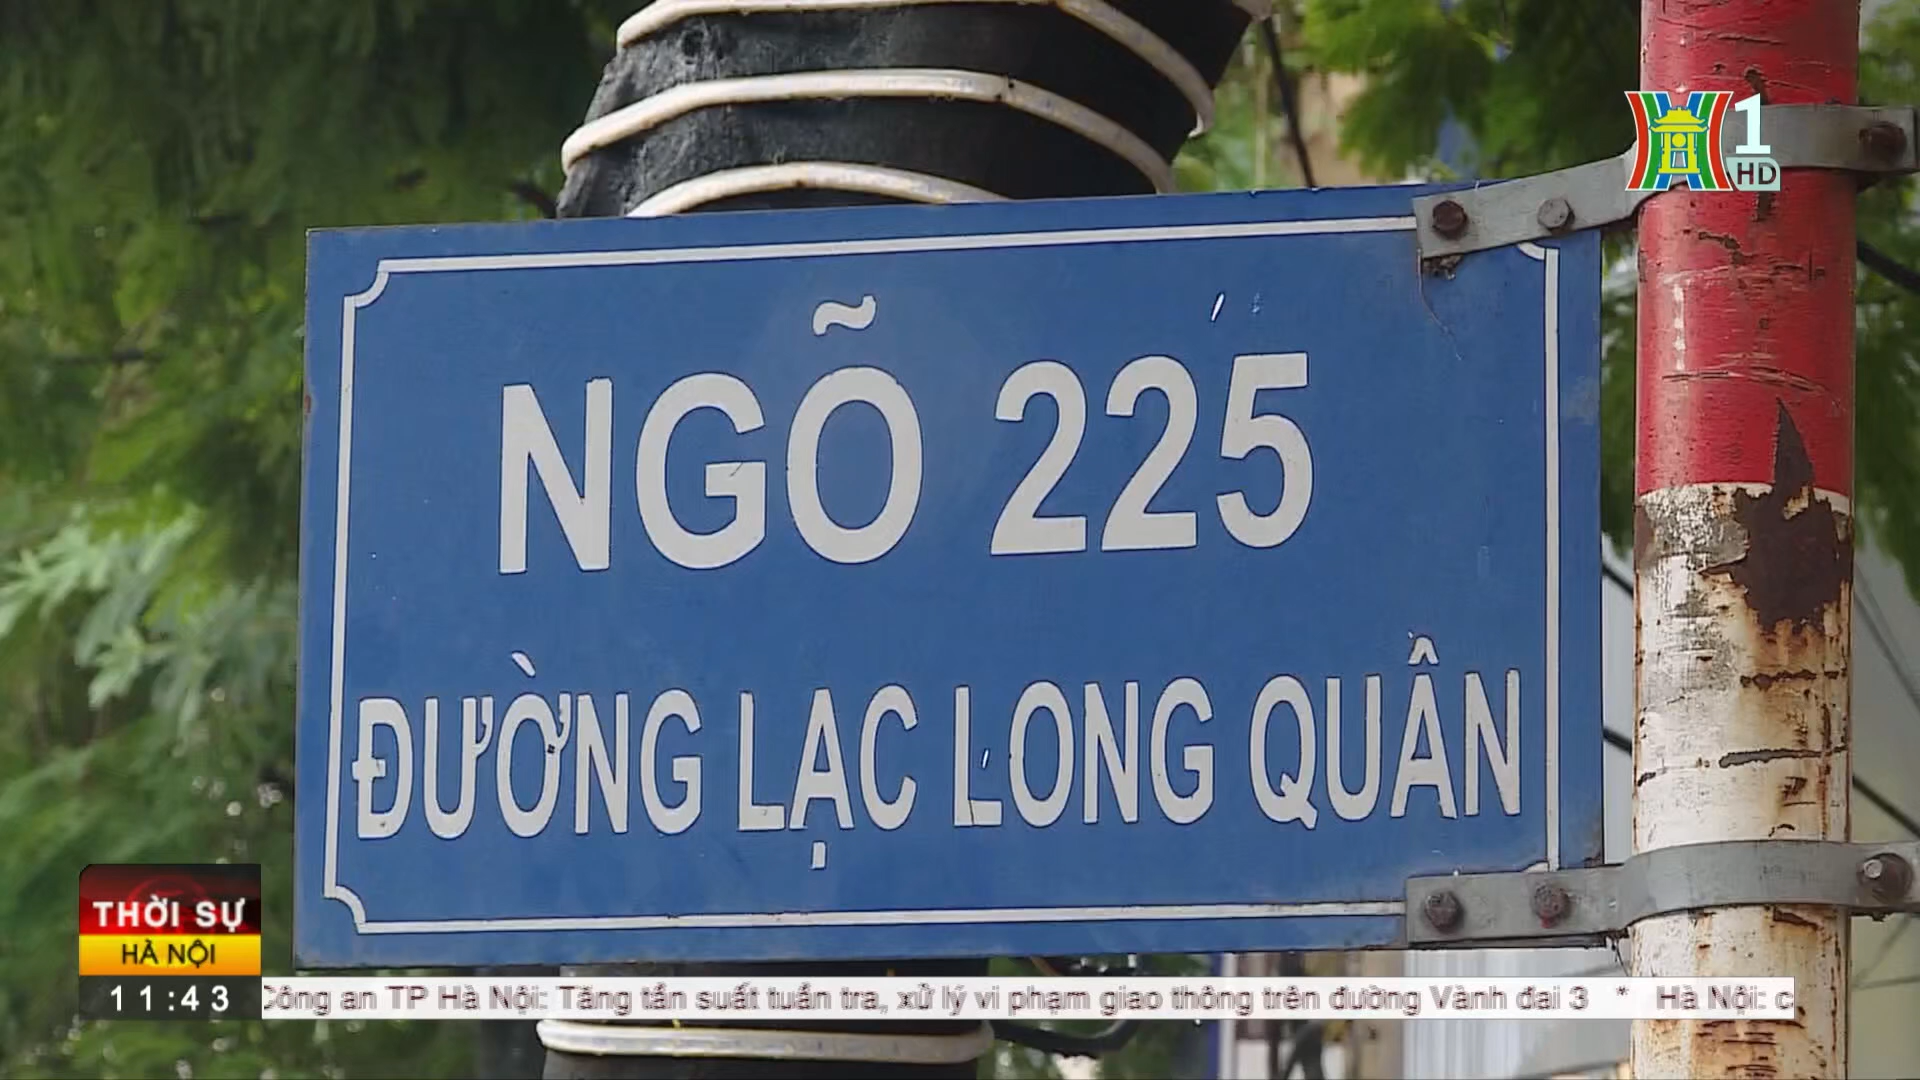 1
HD
NGÕ 225
ĐƯỜNG LẠC LONG QUÂN
THỜI SỰ
HÀ NỘI
11:43
Công an TP Hà Nội: Tăng tần suất tuần tra, xử lý vi phạm giao thông trên đường Vành đai 3 * Hà Nội: c